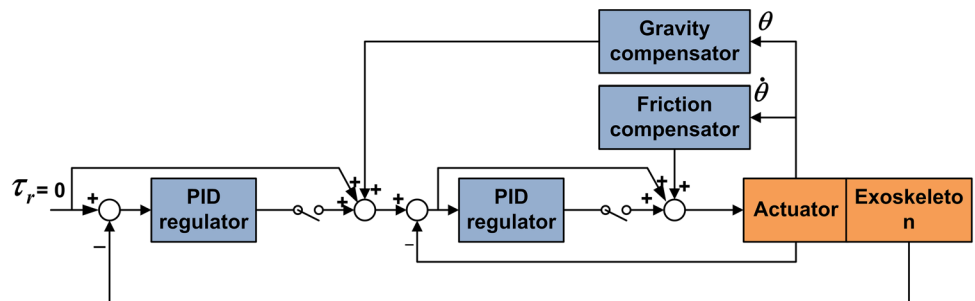 θ
Gravity
compensator
θ̇
Friction
compensator
τr = 0
+
−
PID
regulator
+
+
+
+
−
PID
regulator
+
+
+
Actuator
Exoskeleto
n